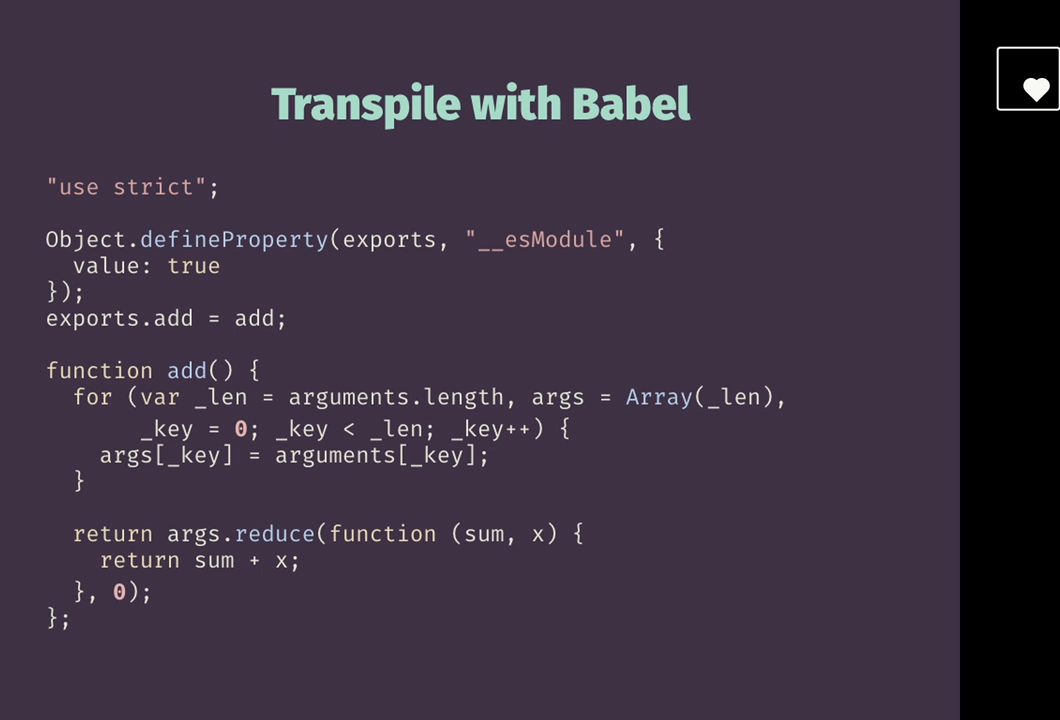 Transpile with Babel
"use strict";
Object.defineProperty(exports, "__esModule", {
  value: true
});
exports.add = add;
function add() {
  for (var _len = arguments.length, args = Array(_len),
       _key = 0; _key < _len; _key++) {
    args[_key] = arguments[_key];
  }
  return args.reduce(function (sum, x) {
    return sum + x;
  }, 0);
};